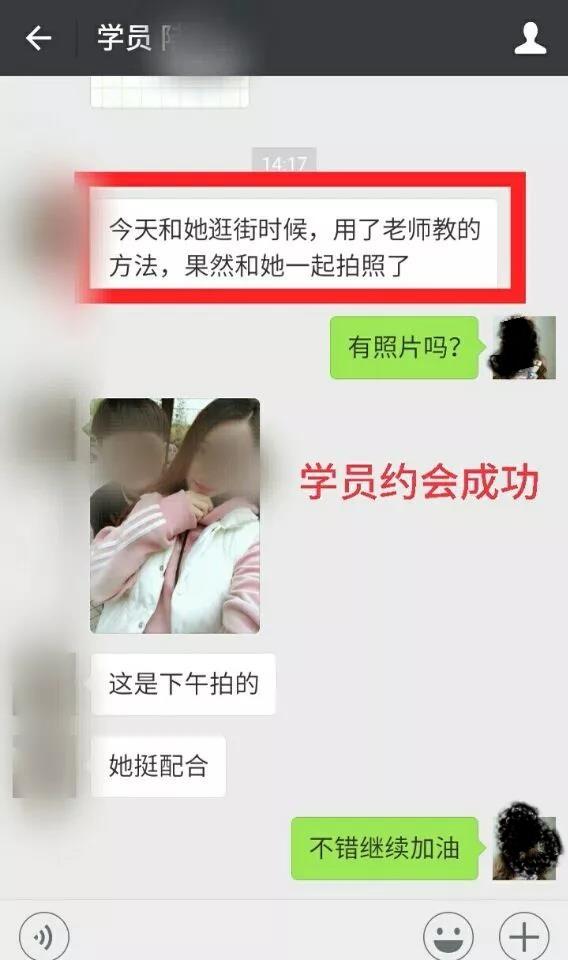 学员
14:17
今天和她逛街时候，用了老师教的
方法，果然和她一起拍照了
有照片吗？
学员约会成功
这是下午拍的
她挺配合
不错继续加油